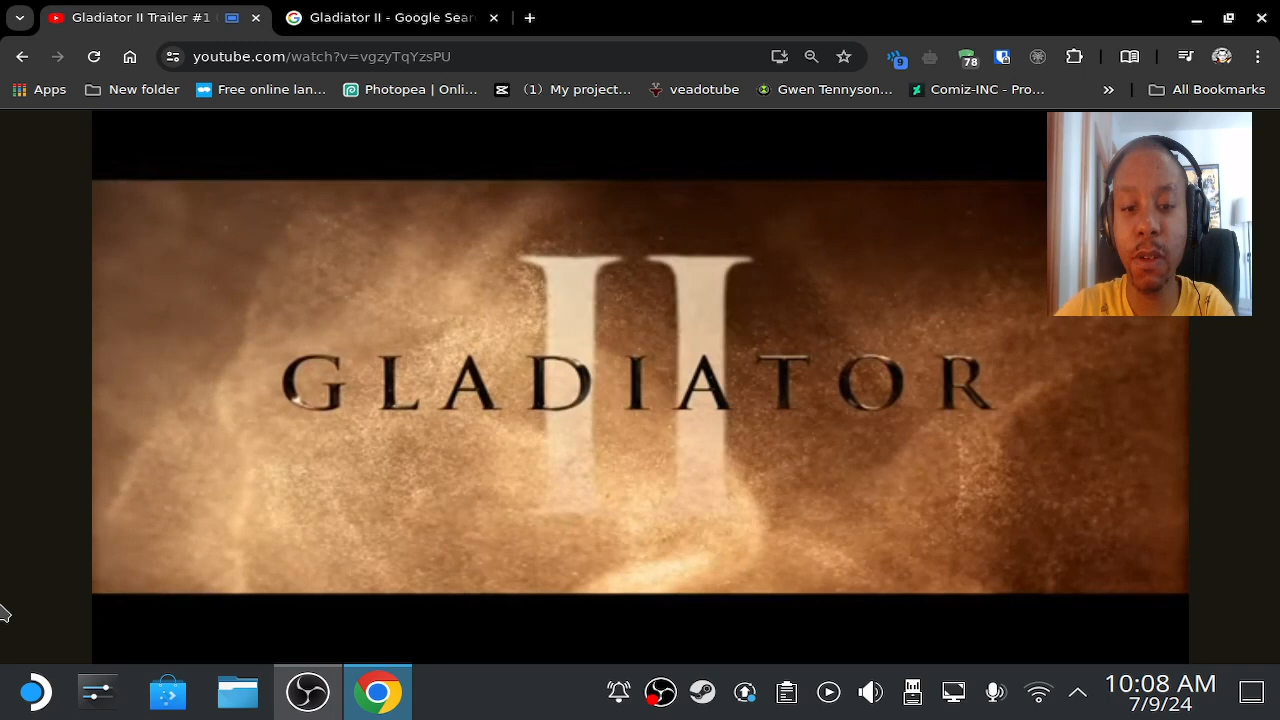 Gladiator II Trailer #1
Gladiator II - Google Sear
youtube.com/watch?v=vgzyTqYzsPU
9
78
Apps
New folder
Free online lan...
Photopea | Onli...
(1) My project...
veadotube
Gwen Tennyson...
Comiz-INC - Pro...
»
All Bookmarks
II
GLADIATOR
10:08 AM
7/9/24